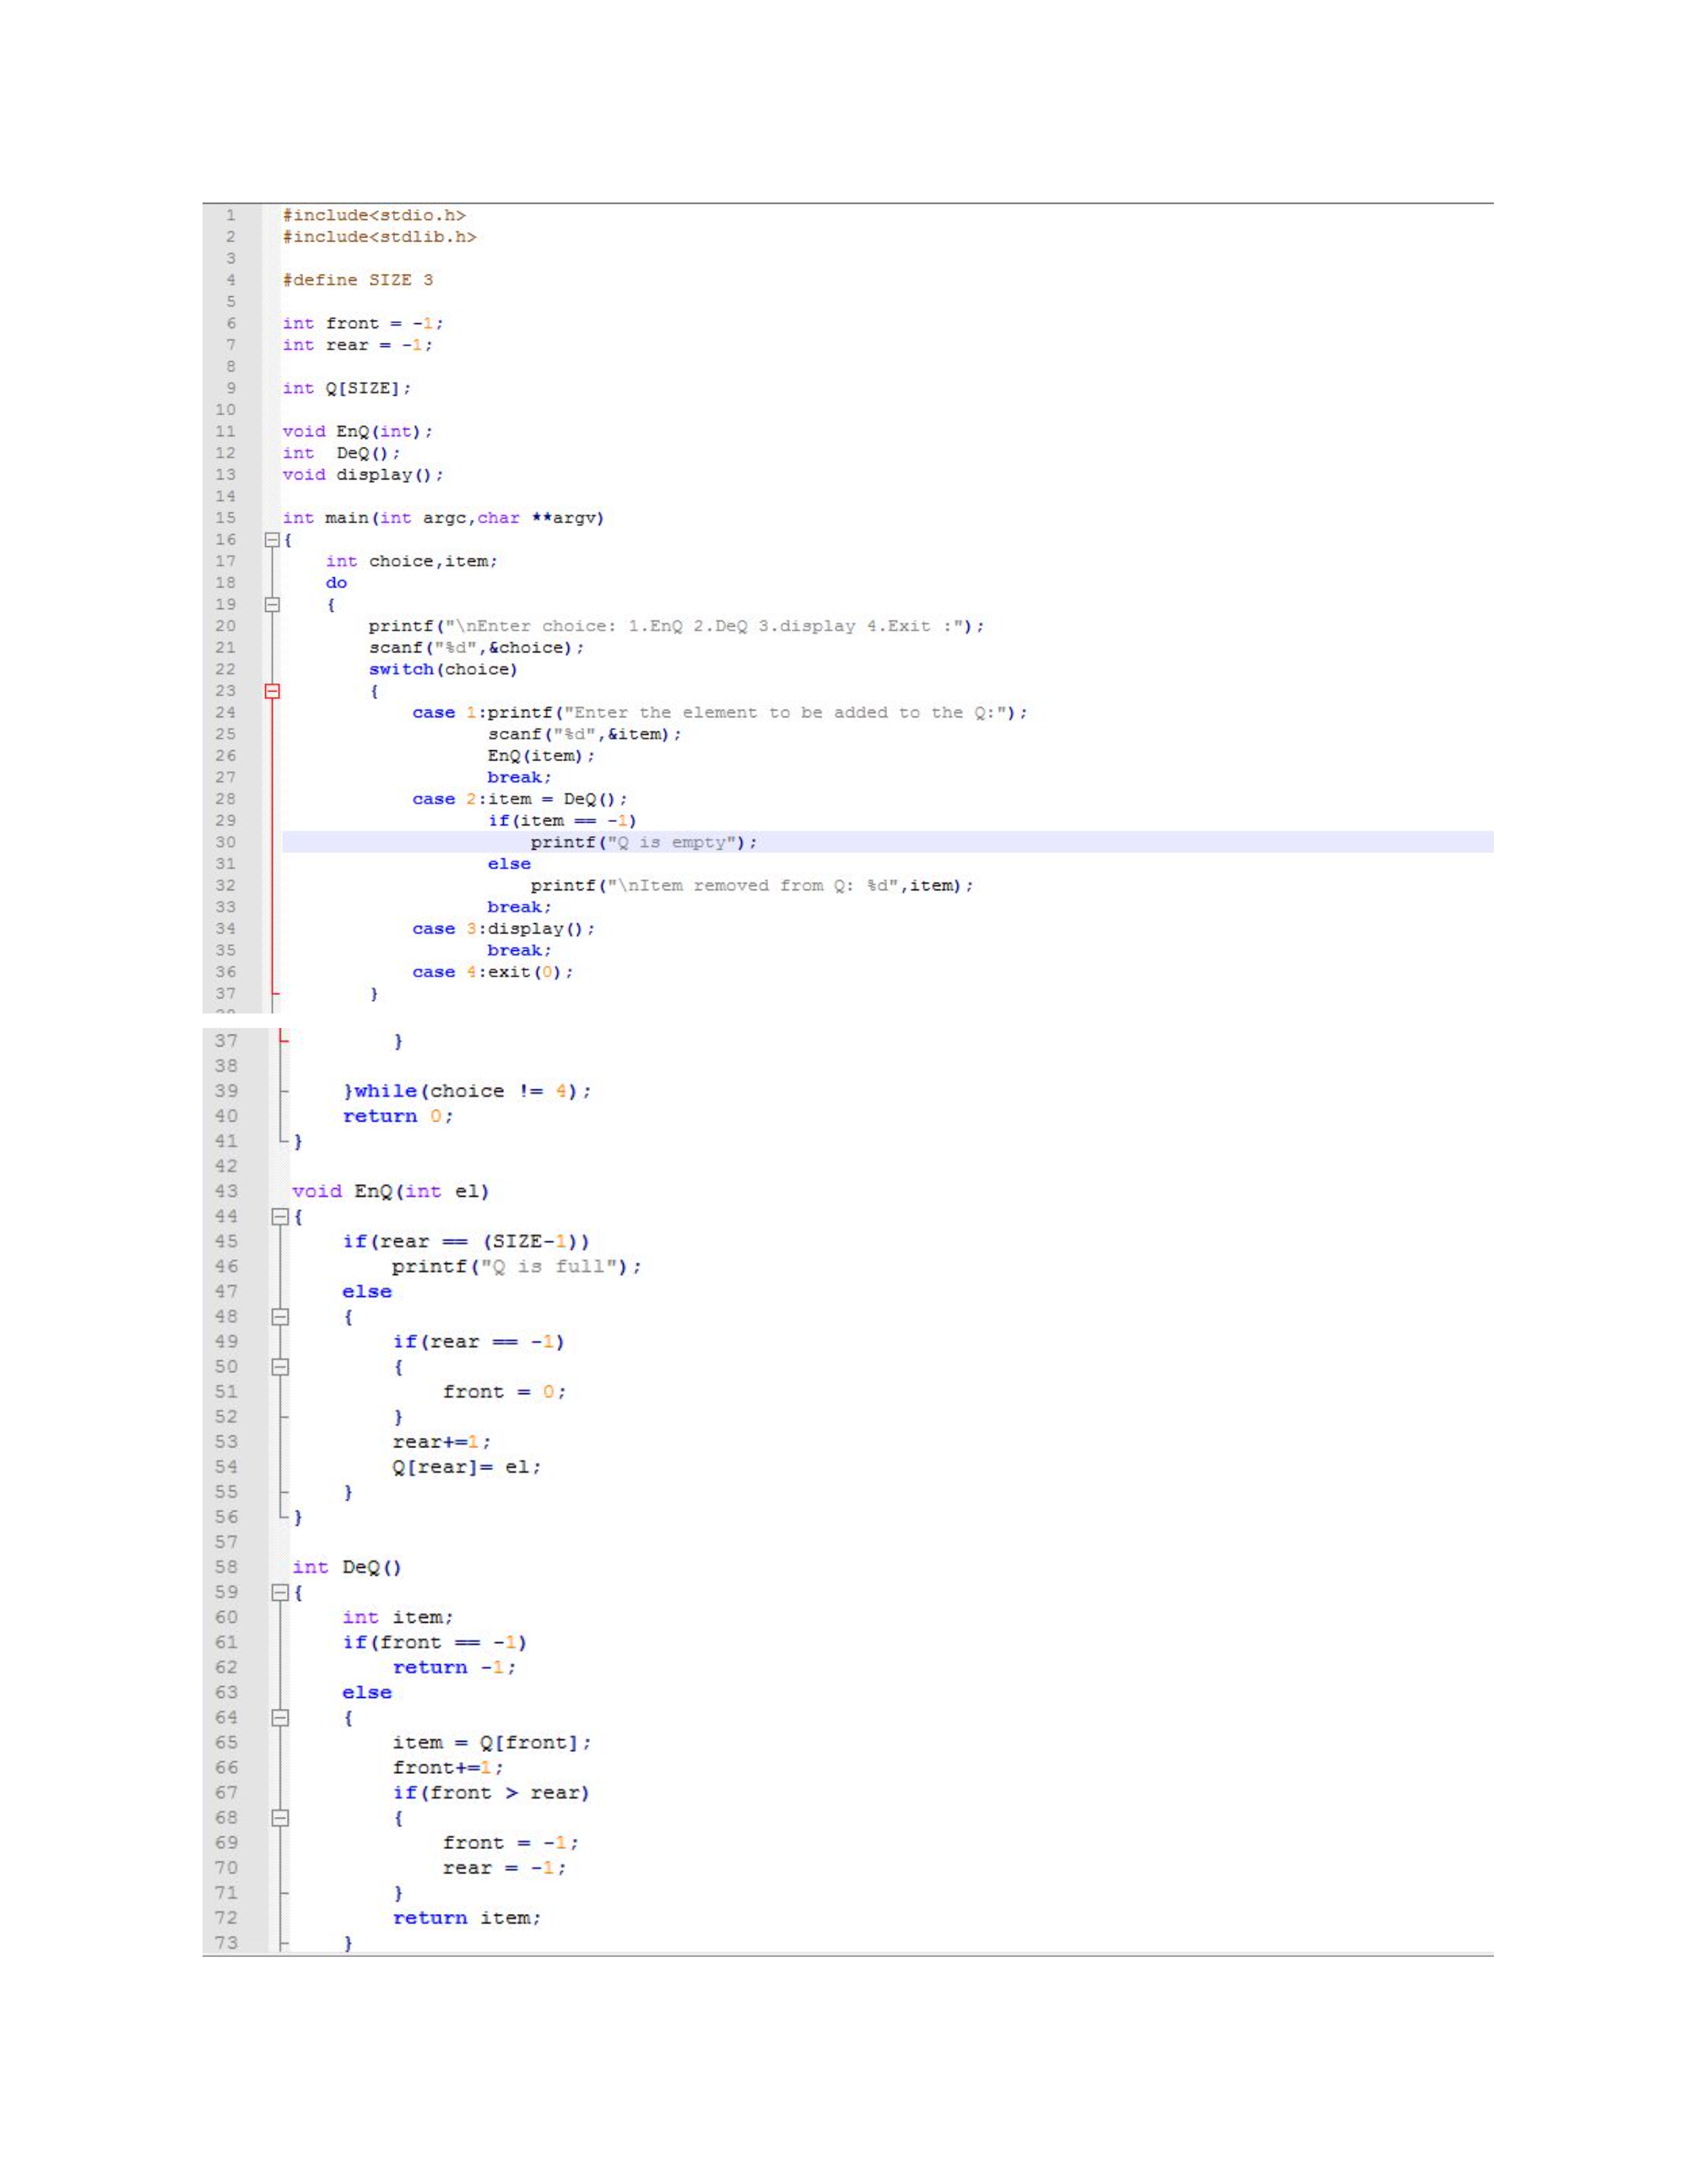 1 #include<stdio.h>
2 #include<stdlib.h>
3
4 #define SIZE 3
5
6 int front = -1;
7 int rear = -1;
8
9 int Q[SIZE];
10
11 void EnQ(int);
12 int  DeQ();
13 void display();
14
15 int main(int argc,char **argv)
16 {
17     int choice,item;
18     do
19     {
20         printf("\nEnter choice: 1.EnQ 2.DeQ 3.display 4.Exit :");
21         scanf("%d",&choice);
22         switch(choice)
23         {
24             case 1:printf("Enter the element to be added to the Q:");
25                    scanf("%d",&item);
26                    EnQ(item);
27                    break;
28             case 2:item = DeQ();
29                    if(item == -1)
30                        printf("Q is empty");
31                    else
32                        printf("\nItem removed from Q: %d",item);
33                    break;
34             case 3:display();
35                    break;
36             case 4:exit(0);
37         }
37         }
38
39     }while(choice != 4);
40     return 0;
41 }
42
43 void EnQ(int el)
44 {
45     if(rear == (SIZE-1))
46         printf("Q is full");
47     else
48     {
49         if(rear == -1)
50         {
51             front = 0;
52         }
53         rear+=1;
54         Q[rear]= el;
55     }
56 }
57
58 int DeQ()
59 {
60     int item;
61     if(front == -1)
62         return -1;
63     else
64     {
65         item = Q[front];
66         front+=1;
67         if(front > rear)
68         {
69             front = -1;
70             rear = -1;
71         }
72         return item;
73     }